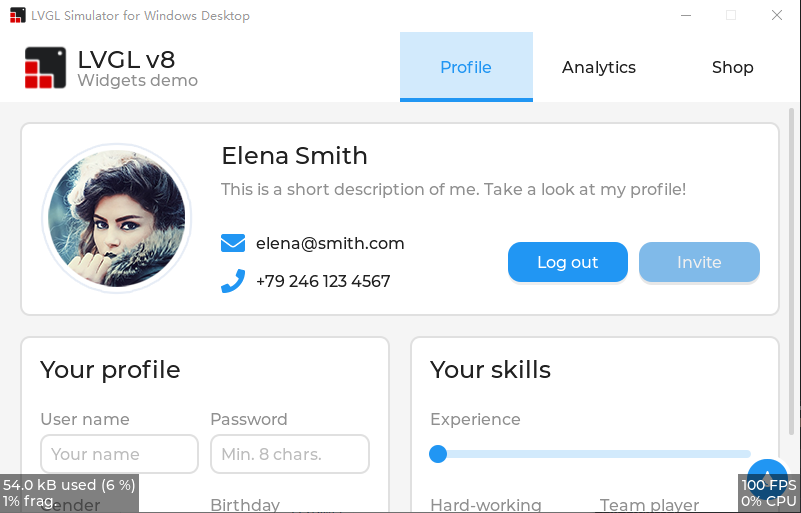 LVGL Simulator for Windows Desktop
LVGL v8
Widgets demo
Profile
Analytics
Shop
Elena Smith
This is a short description of me. Take a look at my profile!
elena@smith.com
+79 246 123 4567
Log out
Invite
Your profile
User name
Password
Your name
Min. 8 chars.
Gender
Birthday
Your skills
Experience
Hard-working
Team player
54.0 kB used (6 %)
1% frag
100 FPS
0% CPU